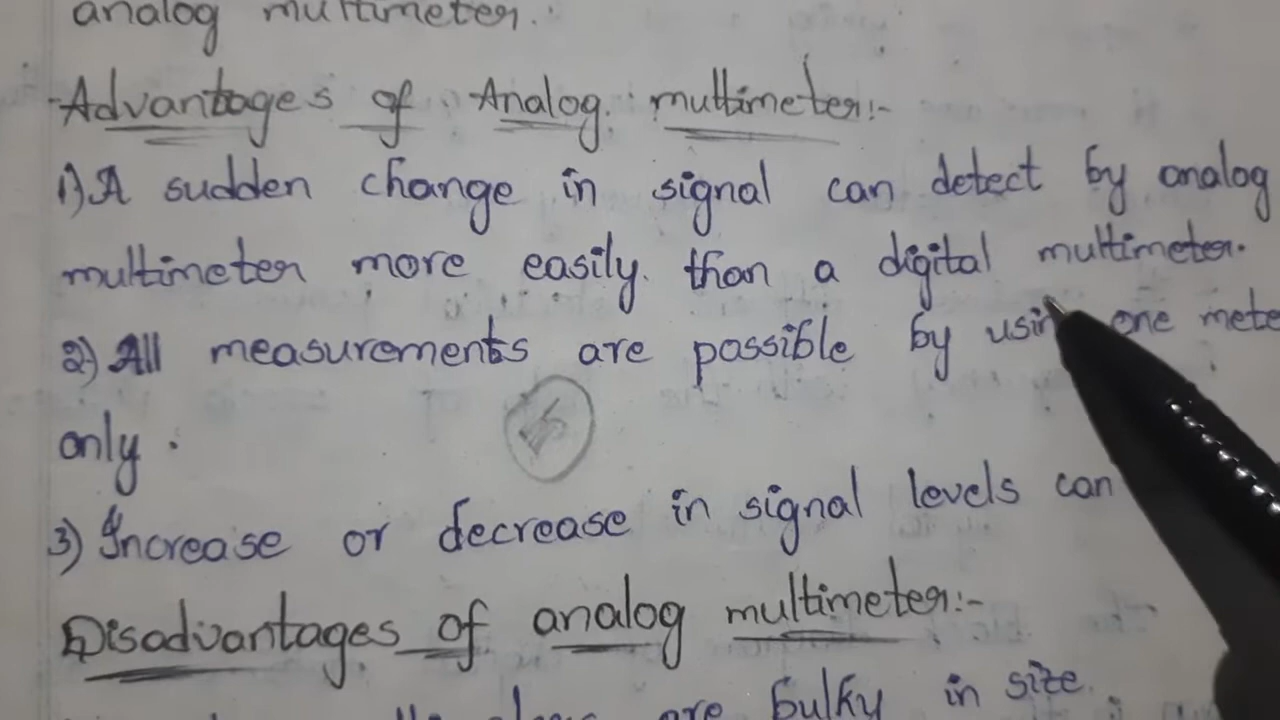 analog multimeter.
Advantages of Analog multimeter:-
1) A sudden change in signal can detect by analog
multimeter more easily. than a digital multimeter.
2) All measurements are possible by using one mete
only.
3) Increase or decrease in signal levels can
Disadvantages of analog multimeter:-
are bulky in size.